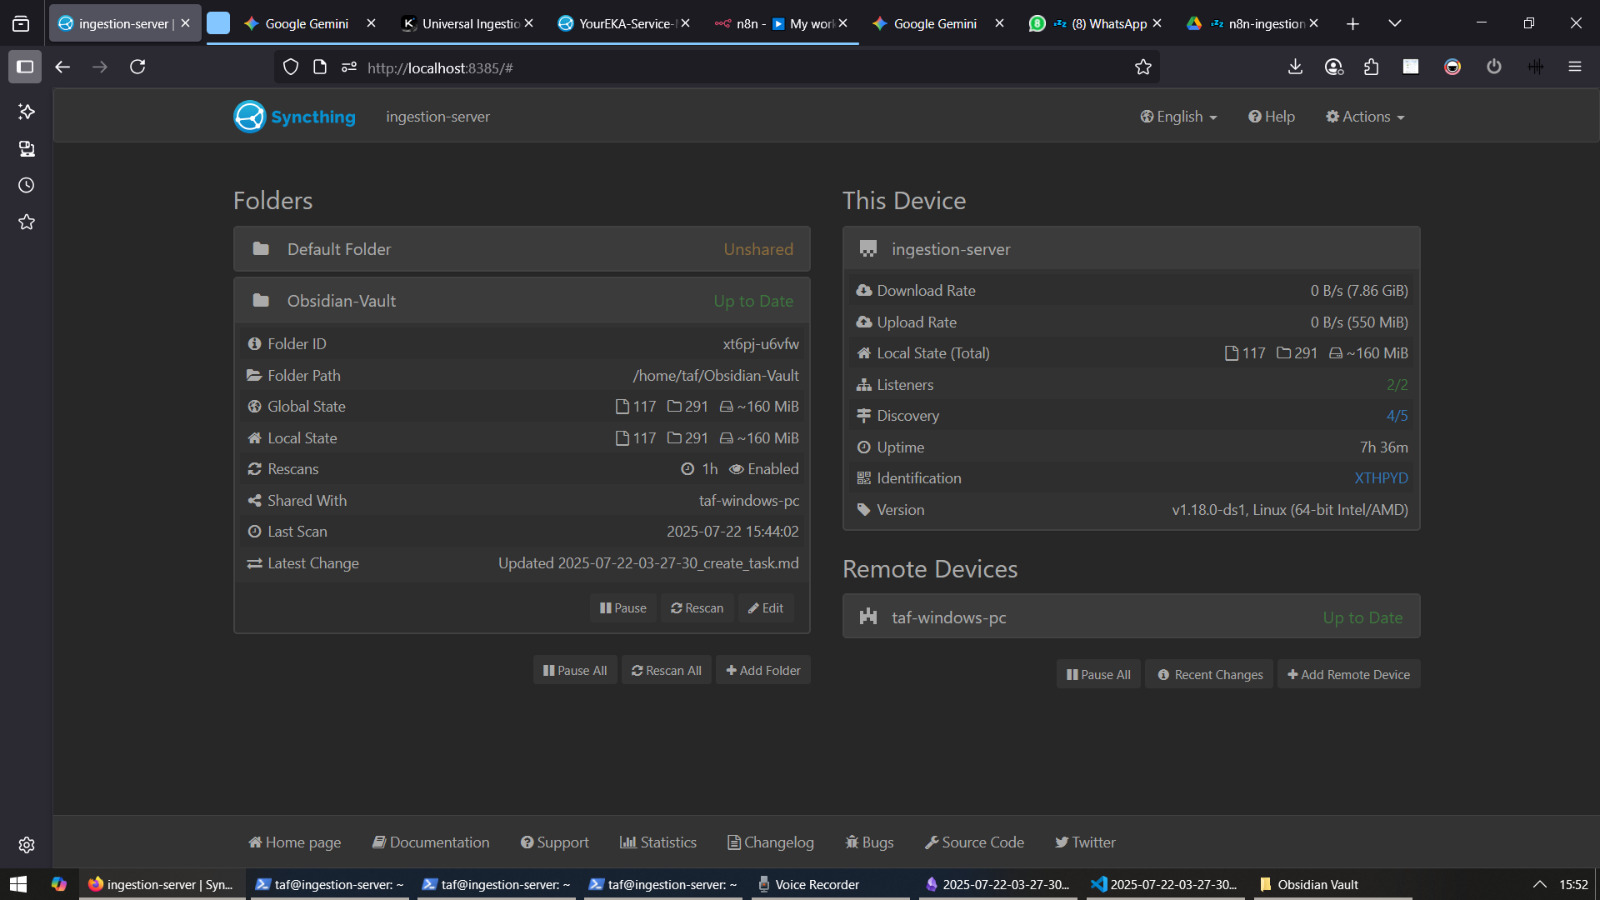 ingestion-server |
Google Gemini
Universal Ingestio
YourEKA-Service-
n8n - ▶ My work
Google Gemini
(8) WhatsApp
n8n-ingestion
http://localhost:8385/#
Syncthing
ingestion-server
English
Help
Actions
Folders
Default Folder
Unshared
Obsidian-Vault
Up to Date
Folder ID
xt6pj-u6vfw
Folder Path
/home/taf/Obsidian-Vault
Global State
117 291 ~160 MiB
Local State
117 291 ~160 MiB
Rescans
1h Enabled
Shared With
taf-windows-pc
Last Scan
2025-07-22 15:44:02
Latest Change
Updated 2025-07-22-03-27-30_create_task.md
Pause
Rescan
Edit
Pause All
Rescan All
Add Folder
This Device
ingestion-server
Download Rate
0 B/s (7.86 GiB)
Upload Rate
0 B/s (550 MiB)
Local State (Total)
117 291 ~160 MiB
Listeners
2/2
Discovery
4/5
Uptime
7h 36m
Identification
XTHPYD
Version
v1.18.0-ds1, Linux (64-bit Intel/AMD)
Remote Devices
taf-windows-pc
Up to Date
Pause All
Recent Changes
Add Remote Device
Home page
Documentation
Support
Statistics
Changelog
Bugs
Source Code
Twitter
ingestion-server | Syn...
taf@ingestion-server: ~
taf@ingestion-server: ~
taf@ingestion-server: ~
Voice Recorder
2025-07-22-03-27-30...
2025-07-22-03-27-30...
Obsidian Vault
15:52